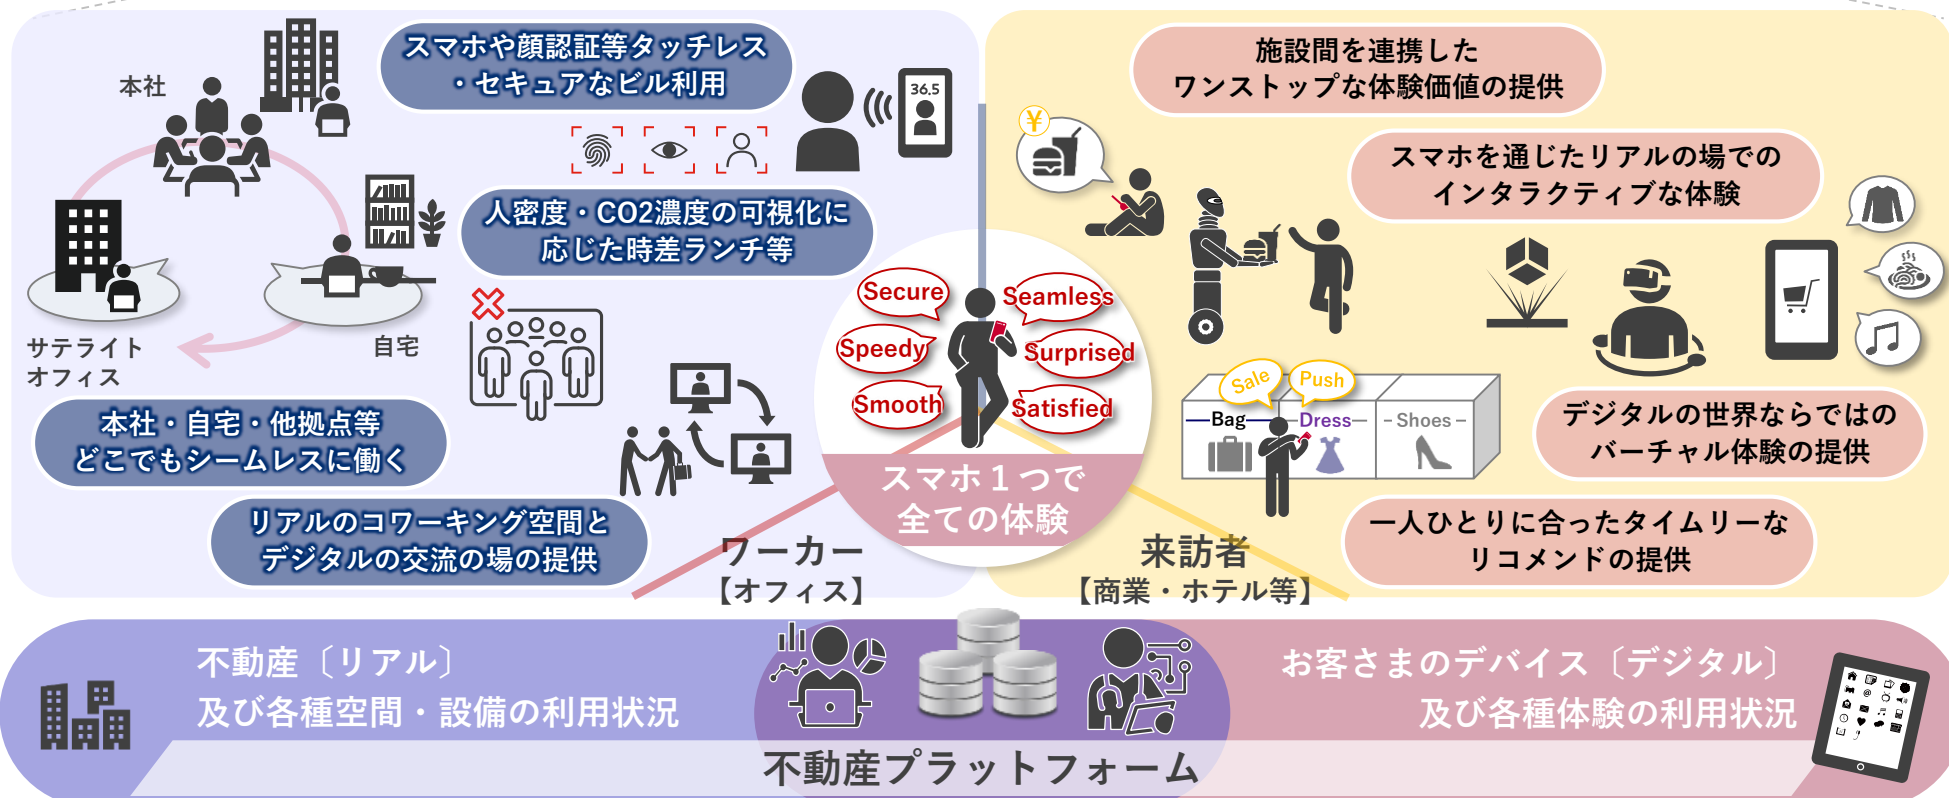 スマホや顔認証等タッチレス
・セキュアなビル利用
本社
36.5
人密度・CO2濃度の可視化に
応じた時差ランチ等
サテライト
オフィス
自宅
本社・自宅・他拠点等
どこでもシームレスに働く
リアルのコワーキング空間と
デジタルの交流の場の提供
ワーカー
【オフィス】
Secure
Speedy
Smooth
Seamless
Surprised
Satisfied
スマホ１つで
全ての体験
施設間を連携した
ワンストップな体験価値の提供
¥
スマホを通じたリアルの場での
インタラクティブな体験
Sale
Push
Bag
Dress
Shoes
デジタルの世界ならではの
バーチャル体験の提供
一人ひとりに合ったタイムリーな
リコメンドの提供
来訪者
【商業・ホテル等】
不動産〔リアル〕
及び各種空間・設備の利用状況
お客さまのデバイス〔デジタル〕
及び各種体験の利用状況
不動産プラットフォーム